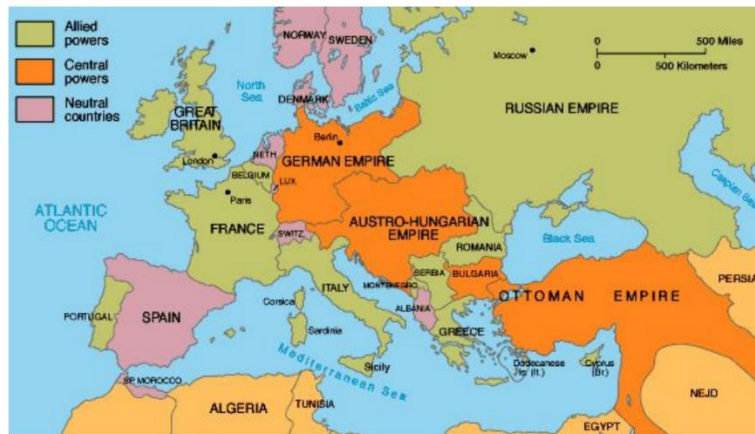 Allied
powers
Central
powers
Neutral
countries
NORWAY
SWEDEN
Moscow
0 500 Miles
0 500 Kilometers
North
Sea
DENMARK
Baltic Sea
RUSSIAN EMPIRE
GREAT
BRITAIN
London
NETH
Berlin
GERMAN EMPIRE
BELGIUM
LUX
Paris
ATLANTIC
OCEAN
FRANCE
SWITZ
AUSTRO-HUNGARIAN
EMPIRE
Caspian Sea
ROMANIA
Black Sea
SERBIA
BULGARIA
MONTENEGRO
ITALY
Corsica
ALBANIA
OTTOMAN EMPIRE
PERSIA
PORTUGAL
SPAIN
Sardinia
GREECE
Sicily
Dodecanese
Is (It.)
Cyprus
(Br.)
Mediterranean Sea
SP. MOROCCO
ALGERIA
TUNISIA
NEJD
EGYPT